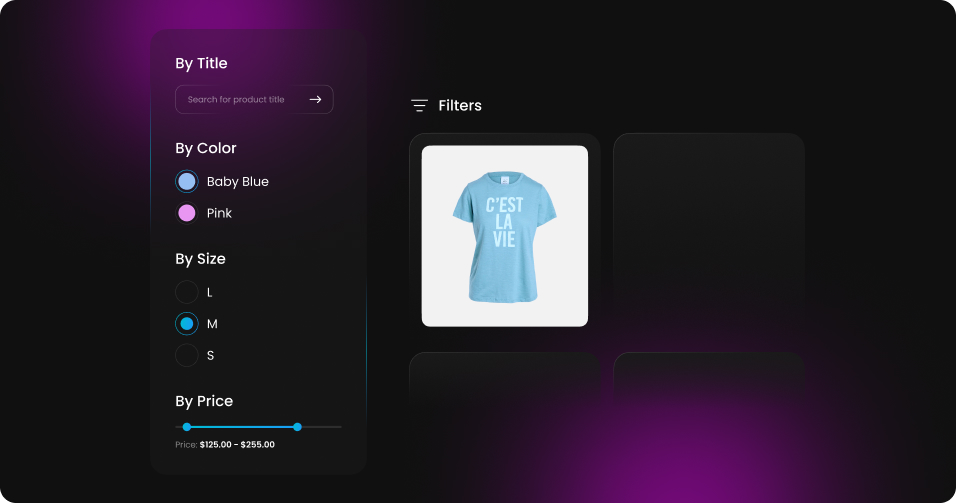 By Title
Search for product title
By Color
Baby Blue
Pink
By Size
L
M
S
By Price
Price: $125.00 - $255.00
Filters
C'EST
LA
VIE